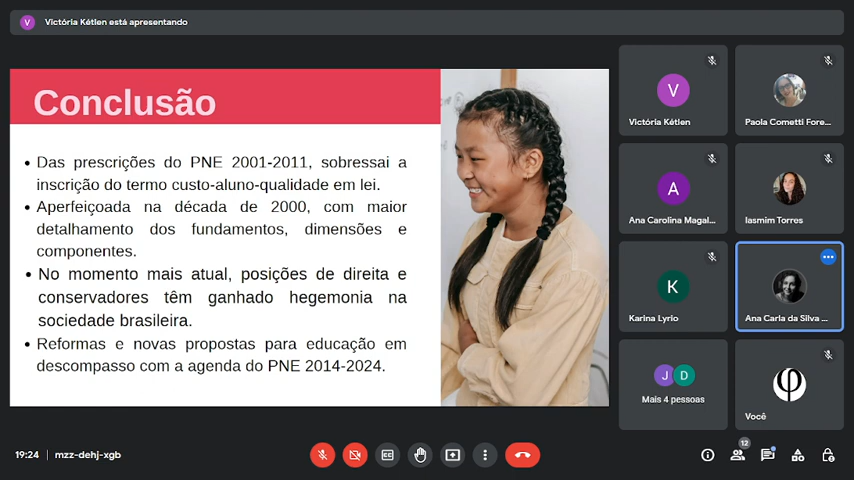 V
Victória Kétlen está apresentando
Conclusão
• Das prescrições do PNE 2001-2011, sobressai a
inscrição do termo custo-aluno-qualidade em lei.
• Aperfeiçoada na década de 2000, com maior
detalhamento dos fundamentos, dimensões e
componentes.
• No momento mais atual, posições de direita e
conservadores têm ganhado hegemonia na
sociedade brasileira.
• Reformas e novas propostas para educação em
descompasso com a agenda do PNE 2014-2024.
V
Victória Kétlen
Paola Cometti Fore...
A
Ana Carolina Magal...
Iasmim Torres
K
Karina Lyrio
Ana Carla da Silva ...
J D
Mais 4 pessoas
φ
Você
19:24 | mzz-dehj-xgb
CC
12